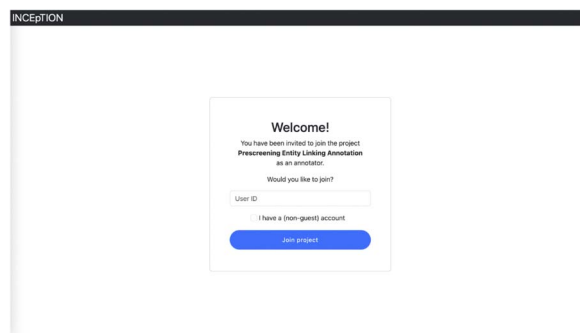 INCEpTION
Welcome!
You have been invited to join the project
Prescreening Entity Linking Annotation
as an annotator.
Would you like to join?
User ID
I have a (non-guest) account
Join project